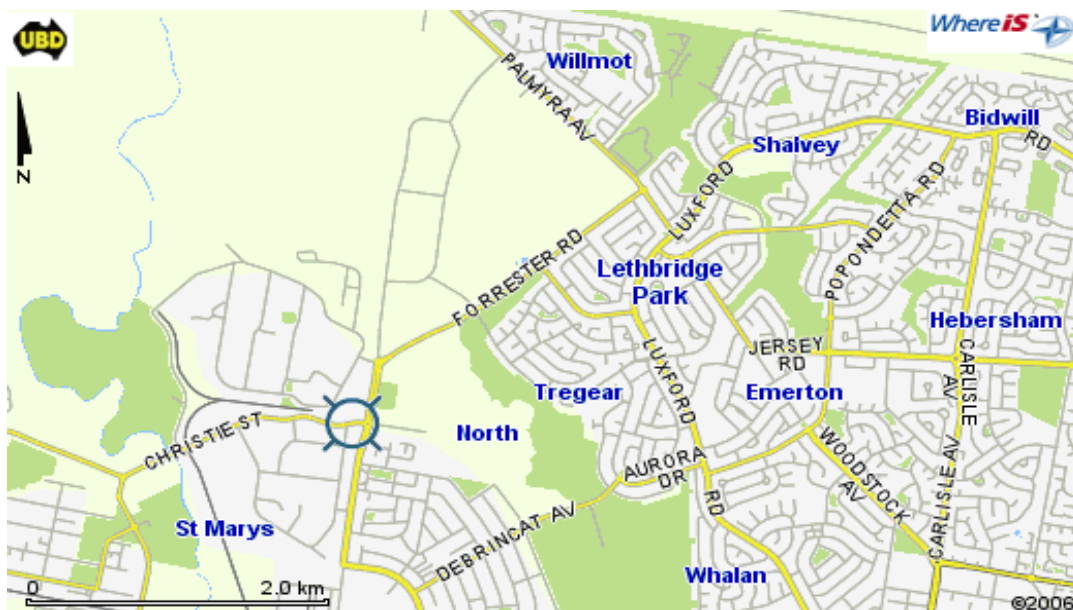 UBD
Where iS
Willmot
PALMYRA AV
Bidwill
RD
Shalvey
LUXFORD
POPONDETTA RD
N
FORRESTER RD
Lethbridge
Park
Hebersham
JERSEY
RD
CARLISLE
AV
LUXFORD
RD
Tregear
Emerton
North
CHRISTIE ST
AURORA
DR
WOODSTOCK
AV
CARLISLE AV
St Marys
DEBRINCAT AV
Whalan
0 2.0 km
©2006